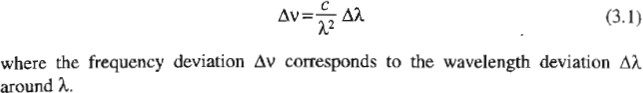 Δν = c/λ² Δλ (3.1)
where the frequency deviation Δν corresponds to the wavelength deviation Δλ
around λ.